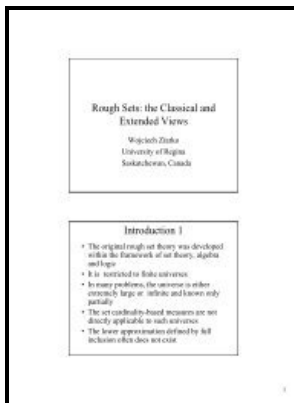 Rough Sets: the Classical and
Extended Views
Wojciech Ziarko
University of Regina
Saskatchewan, Canada
Introduction 1
• The original rough set theory was developed
within the framework of set theory, algebra
and logic
• It is restricted to finite universes
• In many problems, the universe is either
extremely large or infinite and known only
partially
• The set cardinality-based measures are not
directly applicable to such universes
• The lower approximation defined by full
inclusion often does not exist
1